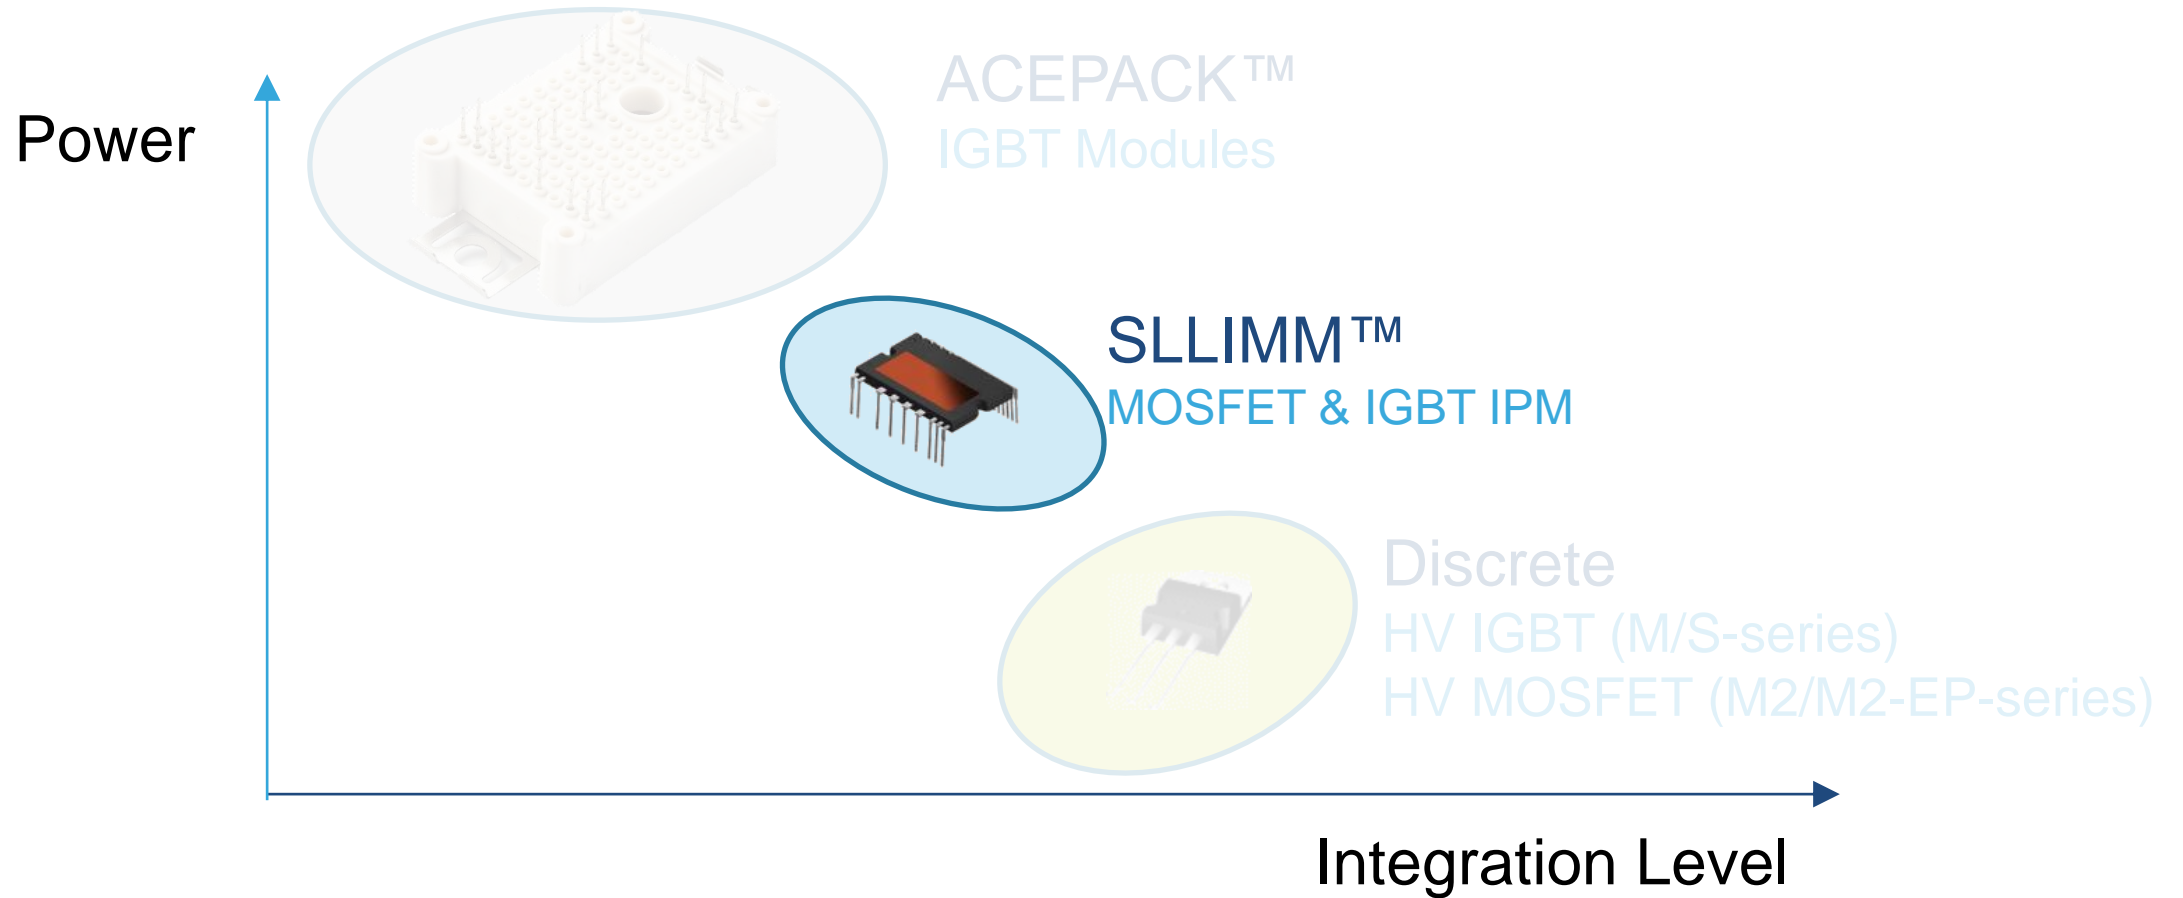 Power
ACEPACK™
IGBT Modules
SLLIMM™
MOSFET & IGBT IPM
Discrete
HV IGBT (M/S-series)
HV MOSFET (M2/M2-EP-series)
Integration Level